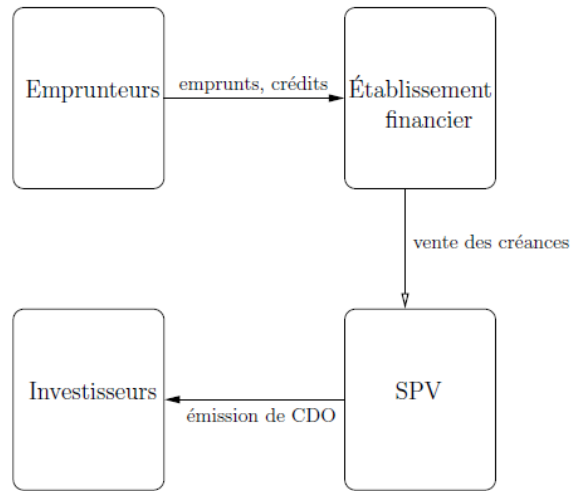 Emprunteurs
emprunts, crédits
Établissement
financier
vente des créances
Investisseurs
émission de CDO
SPV